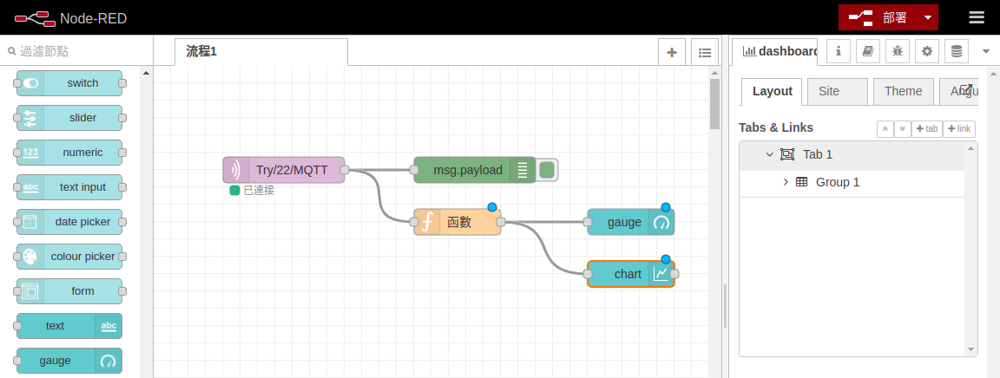 Node-RED
部署
過濾節點
switch
slider
123
numeric
abc
text input
date picker
colour picker
form
text
abc
gauge
流程1
Try/22/MQTT
已連接
msg.payload
函數
gauge
chart
dashboard
i
Layout
Site
Theme
Angu
Tabs & Links
+ tab
+ link
Tab 1
Group 1